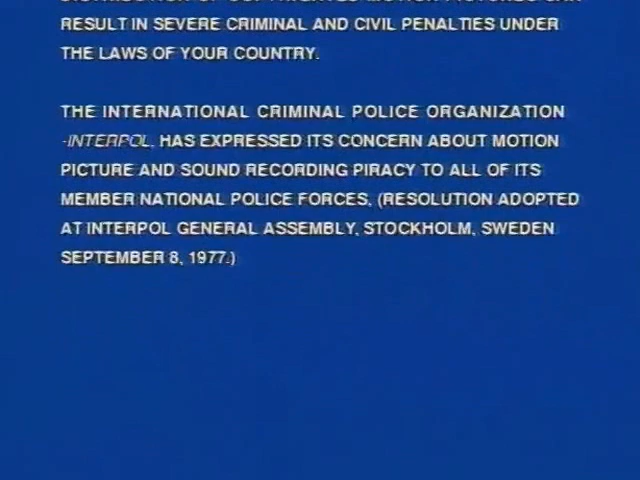 RESULT IN SEVERE CRIMINAL AND CIVIL PENALTIES UNDER
THE LAWS OF YOUR COUNTRY.
THE INTERNATIONAL CRIMINAL POLICE ORGANIZATION
-INTERPOL, HAS EXPRESSED ITS CONCERN ABOUT MOTION
PICTURE AND SOUND RECORDING PIRACY TO ALL OF ITS
MEMBER NATIONAL POLICE FORCES, (RESOLUTION ADOPTED
AT INTERPOL GENERAL ASSEMBLY, STOCKHOLM, SWEDEN
SEPTEMBER 8, 1977.)